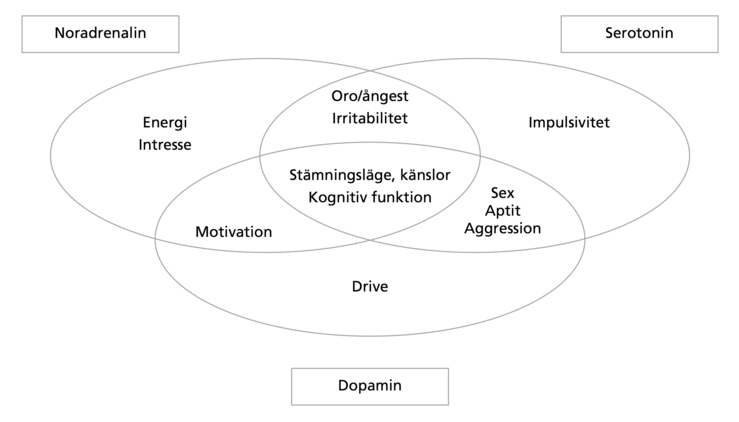 Noradrenalin
Serotonin
Oro/ångest
Irritabilitet
Energi
Intresse
Impulsivitet
Stämningsläge, känslor
Kognitiv funktion
Sex
Aptit
Aggression
Motivation
Drive
Dopamin